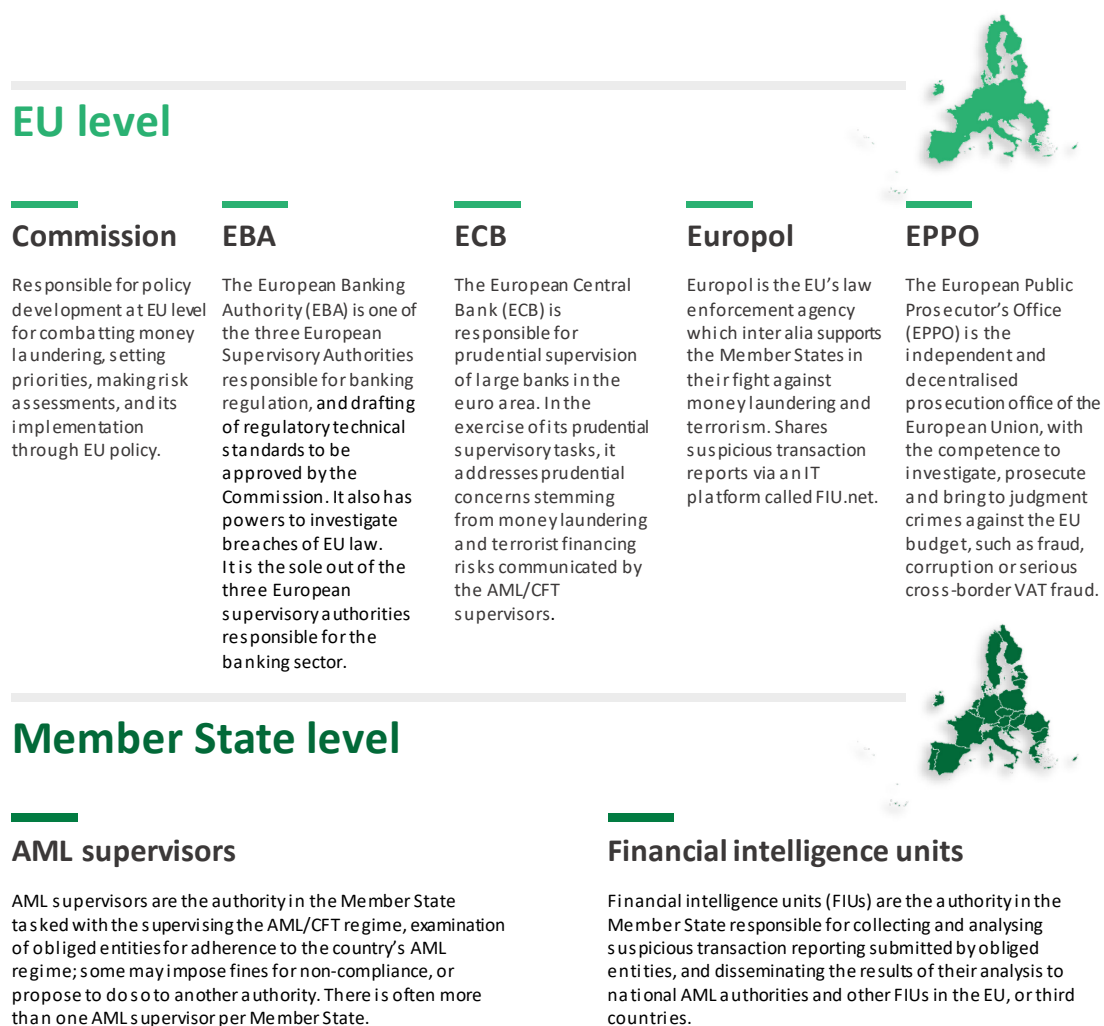 EU level
Commission
Responsible for policy
development at EU level
for combatting money
laundering, setting
priorities, making risk
assessments, and its
implementation
through EU policy.
EBA
The European Banking
Authority (EBA) is one of
the three European
Supervisory Authorities
responsible for banking
regulation, and drafting
of regulatory technical
standards to be
approved by the
Commission. It also has
powers to investigate
breaches of EU law.
It is the sole out of the
three European
supervisory authorities
responsible for the
banking sector.
ECB
The European Central
Bank (ECB) is
responsible for
prudential supervision
of large banks in the
euro area. In the
exercise of its prudential
supervisory tasks, it
addresses prudential
concerns stemming
from money laundering
and terrorist financing
risks communicated by
the AML/CFT
supervisors.
Europol
Europol is the EU's law
enforcement agency
which inter alia supports
the Member States in
their fight against
money laundering and
terrorism. Shares
suspicious transaction
reports via an IT
platform called FIU.net.
EPPO
The European Public
Prosecutor's Office
(EPPO) is the
independent and
decentralised
prosecution office of the
European Union, with
the competence to
investigate, prosecute
and bring to judgment
crimes against the EU
budget, such as fraud,
corruption or serious
cross-border VAT fraud.
Member State level
AML supervisors
AML supervisors are the authority in the Member State
tasked with the supervising the AML/CFT regime, examination
of obliged entities for adherence to the country's AML
regime; some may impose fines for non-compliance, or
propose to do so to another authority. There is often more
than one AML supervisor per Member State.
Financial intelligence units
Financial intelligence units (FIUs) are the authority in the
Member State responsible for collecting and analysing
suspicious transaction reporting submitted by obliged
entities, and disseminating the results of their analysis to
national AML authorities and other FIUs in the EU, or third
countries.